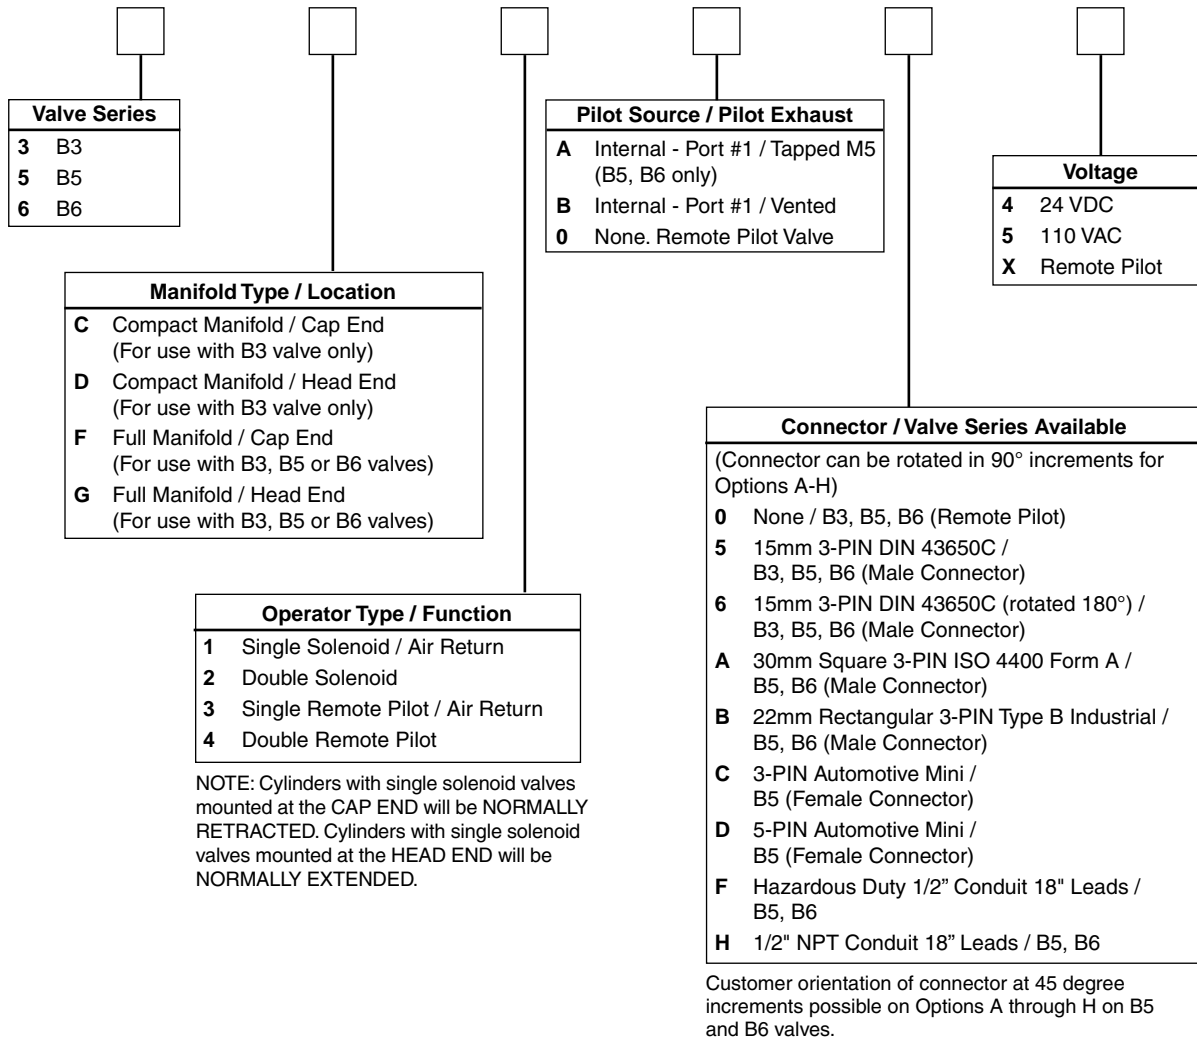 Valve Series
3 B3
5 B5
6 B6
Manifold Type / Location
C Compact Manifold / Cap End
(For use with B3 valve only)
D Compact Manifold / Head End
(For use with B3 valve only)
F Full Manifold / Cap End
(For use with B3, B5 or B6 valves)
G Full Manifold / Head End
(For use with B3, B5 or B6 valves)
Operator Type / Function
1 Single Solenoid / Air Return
2 Double Solenoid
3 Single Remote Pilot / Air Return
4 Double Remote Pilot
NOTE: Cylinders with single solenoid valves
mounted at the CAP END will be NORMALLY
RETRACTED. Cylinders with single solenoid
valves mounted at the HEAD END will be
NORMALLY EXTENDED.
Pilot Source / Pilot Exhaust
A Internal - Port #1 / Tapped M5
(B5, B6 only)
B Internal - Port #1 / Vented
0 None. Remote Pilot Valve
Connector / Valve Series Available
(Connector can be rotated in 90° increments for
Options A-H)
0 None / B3, B5, B6 (Remote Pilot)
5 15mm 3-PIN DIN 43650C /
B3, B5, B6 (Male Connector)
6 15mm 3-PIN DIN 43650C (rotated 180°) /
B3, B5, B6 (Male Connector)
A 30mm Square 3-PIN ISO 4400 Form A /
B5, B6 (Male Connector)
B 22mm Rectangular 3-PIN Type B Industrial /
B5, B6 (Male Connector)
C 3-PIN Automotive Mini /
B5 (Female Connector)
D 5-PIN Automotive Mini /
B5 (Female Connector)
F Hazardous Duty 1/2” Conduit 18" Leads /
B5, B6
H 1/2" NPT Conduit 18” Leads / B5, B6
Customer orientation of connector at 45 degree
increments possible on Options A through H on B5
and B6 valves.
Voltage
4 24 VDC
5 110 VAC
X Remote Pilot